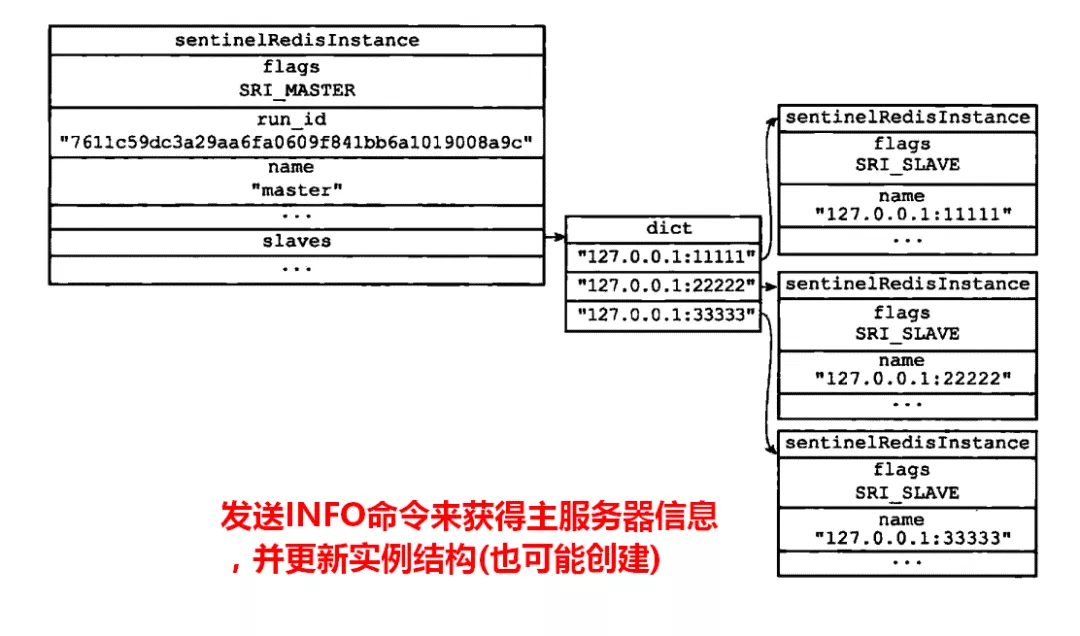 sentinelRedisInstance
flags
SRI_MASTER
run_id
"7611c59dc3a29aa6fa0609f841bb6a1019008a9c"
name
"master"
...
slaves
...
dict
"127.0.0.1:11111"
"127.0.0.1:22222"
"127.0.0.1:33333"
sentinelRedisInstance
flags
SRI_SLAVE
name
"127.0.0.1:11111"
...
sentinelRedisInstance
flags
SRI_SLAVE
name
"127.0.0.1:22222"
...
sentinelRedisInstance
flags
SRI_SLAVE
name
"127.0.0.1:33333"
...
发送INFO命令来获得主服务器信息
，并更新实例结构(也可能创建)